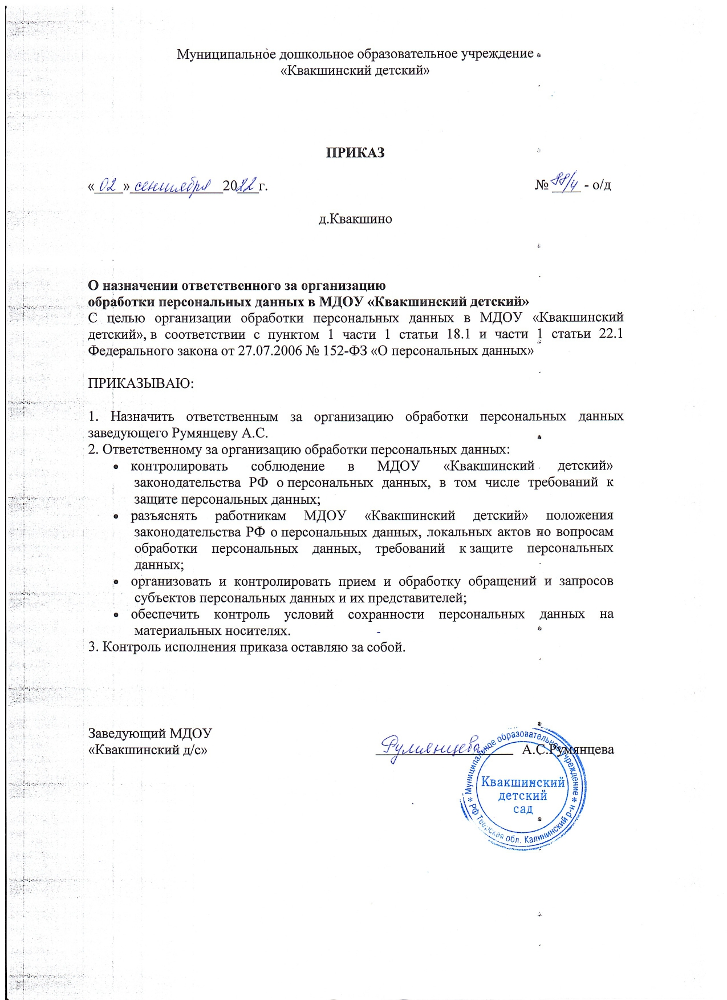 Муниципальное дошкольное образовательное учреждение
«Квакшинский детский»
ПРИКАЗ
«02» сентября 2022 г. № 88/4 - о/д
д.Квакшино
О назначении ответственного за организацию
обработки персональных данных в МДОУ «Квакшинский детский»
С целью организации обработки персональных данных в МДОУ «Квакшинский
детский», в соответствии с пунктом 1 части 1 статьи 18.1 и части 1 статьи 22.1
Федерального закона от 27.07.2006 № 152-ФЗ «О персональных данных»
ПРИКАЗЫВАЮ:
1. Назначить ответственным за организацию обработки персональных данных
заведующего Румянцеву А.С.
2. Ответственному за организацию обработки персональных данных:
• контролировать соблюдение в МДОУ «Квакшинский детский»
законодательства РФ о персональных данных, в том числе требований к
защите персональных данных;
• разъяснять работникам МДОУ «Квакшинский детский» положения
законодательства РФ о персональных данных, локальных актов по вопросам
обработки персональных данных, требований к защите персональных
данных;
• организовать и контролировать прием и обработку обращений и запросов
субъектов персональных данных и их представителей;
• обеспечить контроль условий сохранности персональных данных на
материальных носителях.
3. Контроль исполнения приказа оставляю за собой.
Заведующий МДОУ
«Квакшинский д/с» Румянцева А.С.Румянцева
Муниципальное образовательное учреждение
Квакшинский
детский
сад
РФ Тверская обл. Калининский р-н